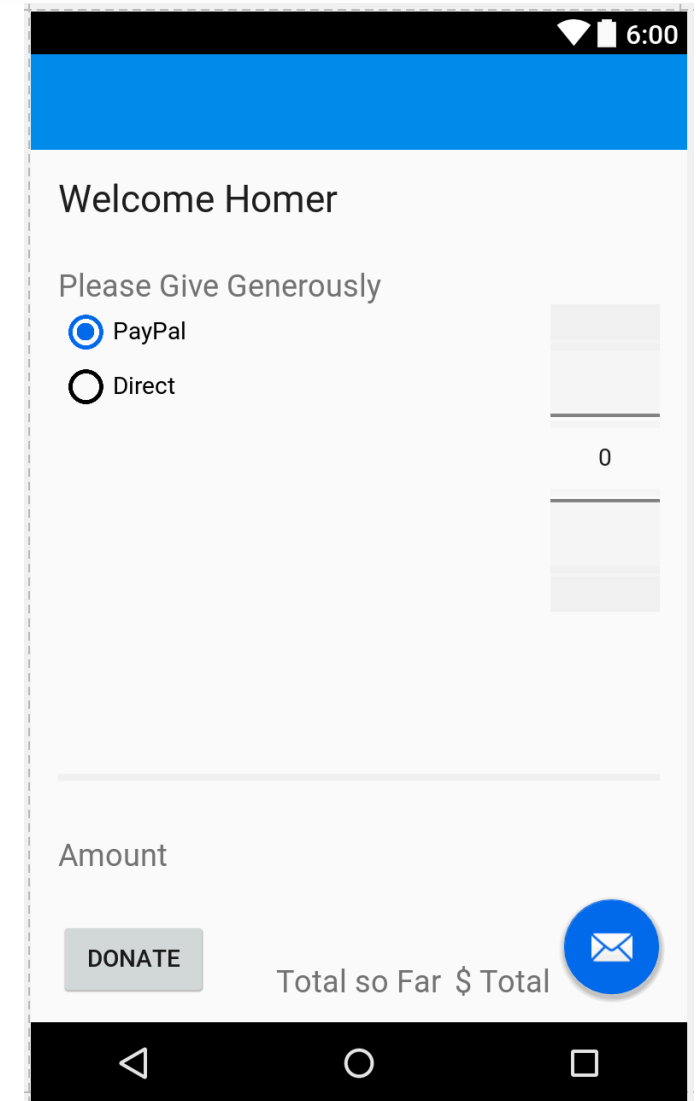 6:00
Welcome Homer
Please Give Generously
PayPal
Direct
0
Amount
DONATE
Total so Far $ Total